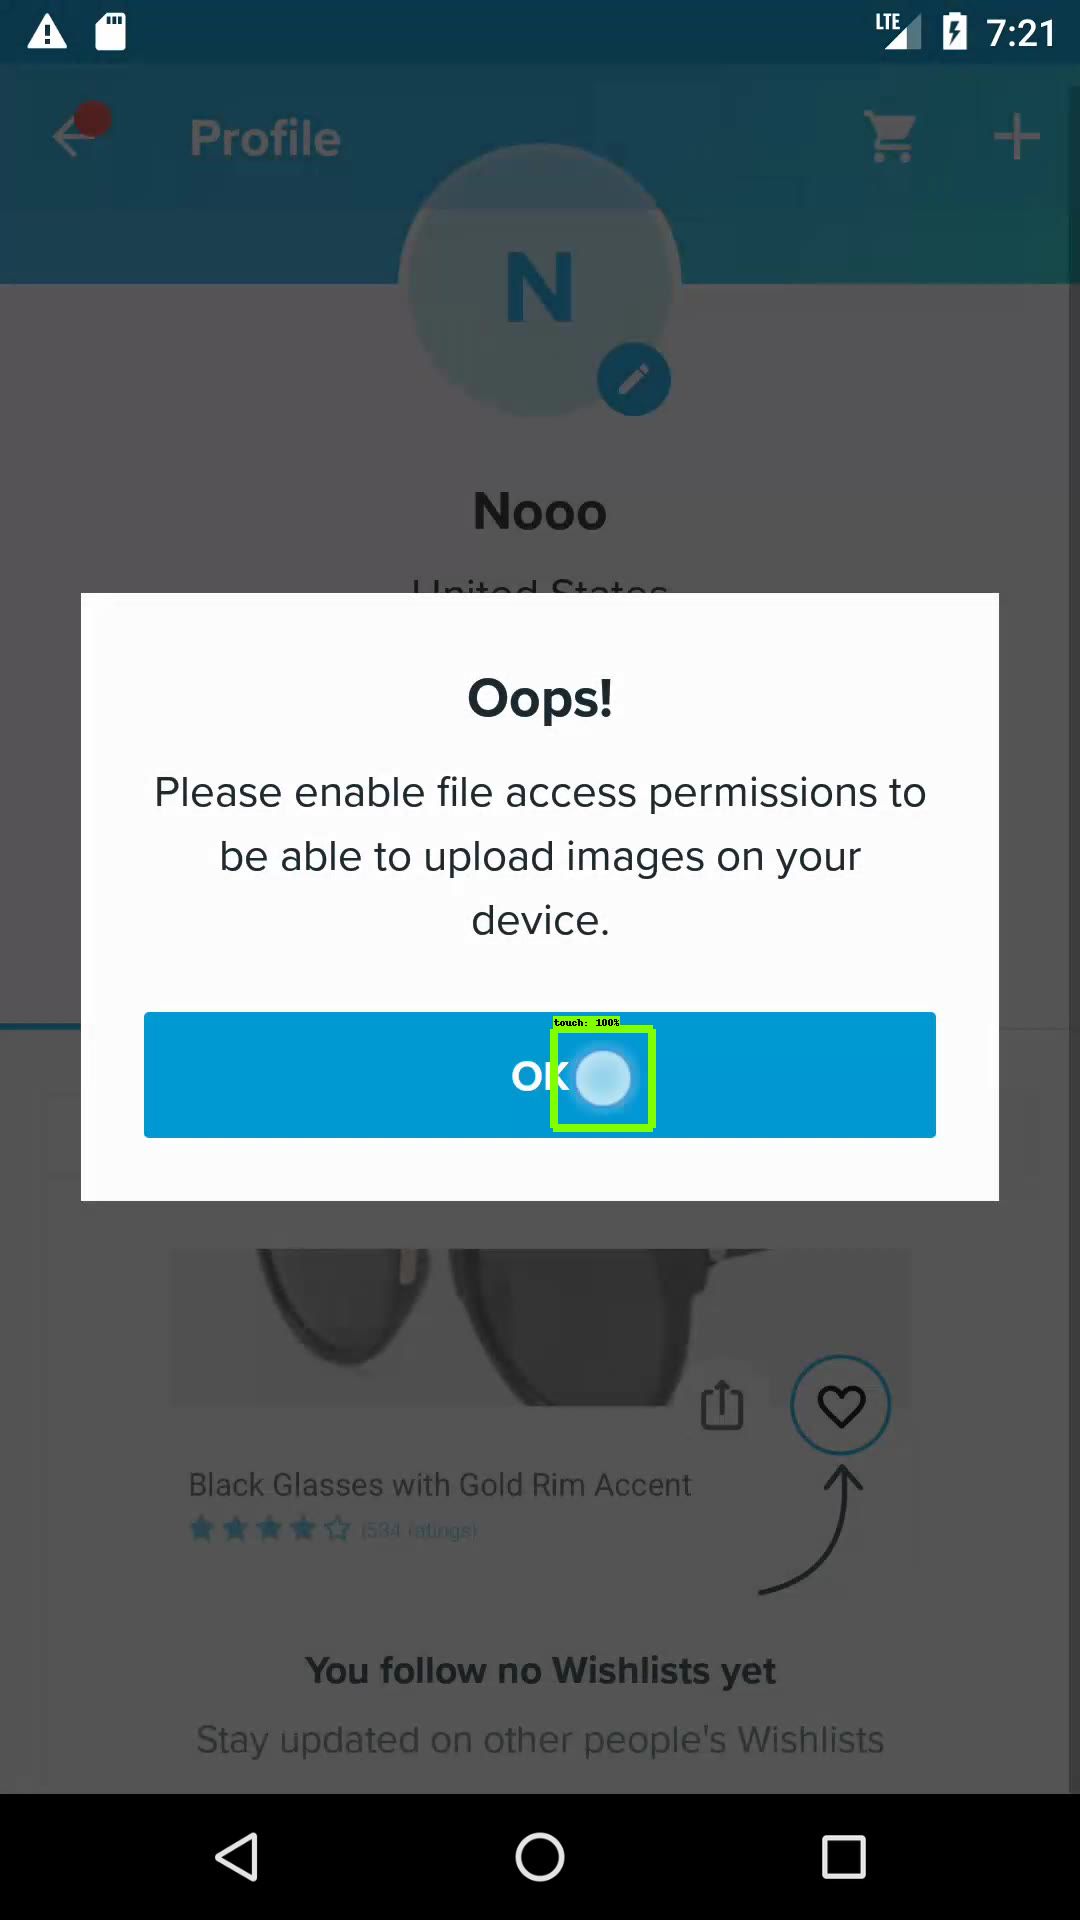 LTE 7:21
Profile
N
Nooo
United States
Oops!
Please enable file access permissions to
be able to upload images on your
device.
touch: 100%
OK
Black Glasses with Gold Rim Accent
(534 ratings)
You follow no Wishlists yet
Stay updated on other people's Wishlists